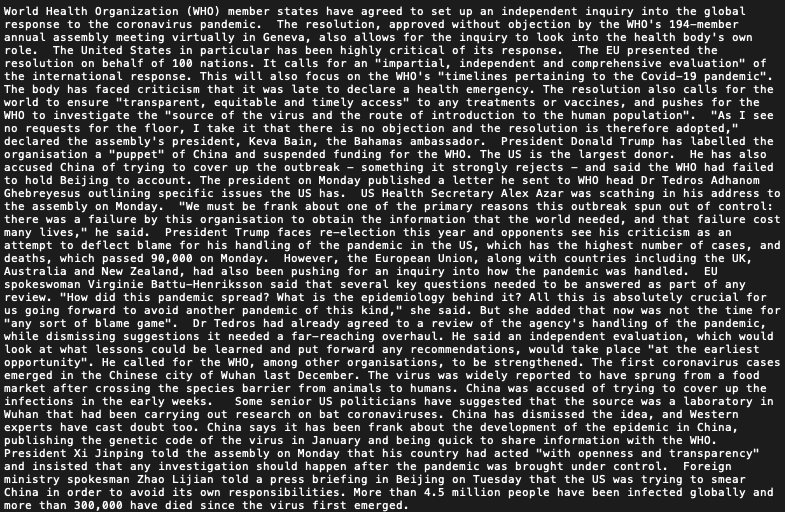 World Health Organization (WHO) member states have agreed to set up an independent inquiry into the global
response to the coronavirus pandemic.  The resolution, approved without objection by the WHO's 194-member
annual assembly meeting virtually in Geneva, also allows for the inquiry to look into the health body's own
role.  The United States in particular has been highly critical of its response.  The EU presented the
resolution on behalf of 100 nations. It calls for an "impartial, independent and comprehensive evaluation" of
the international response. This will also focus on the WHO's "timelines pertaining to the Covid-19 pandemic".
The body has faced criticism that it was late to declare a health emergency. The resolution also calls for the
world to ensure "transparent, equitable and timely access" to any treatments or vaccines, and pushes for the
WHO to investigate the "source of the virus and the route of introduction to the human population".  "As I see
no requests for the floor, I take it that there is no objection and the resolution is therefore adopted,"
declared the assembly's president, Keva Bain, the Bahamas ambassador.  President Donald Trump has labelled the
organisation a "puppet" of China and suspended funding for the WHO. The US is the largest donor.  He has also
accused China of trying to cover up the outbreak – something it strongly rejects – and said the WHO had failed
to hold Beijing to account. The president on Monday published a letter he sent to WHO head Dr Tedros Adhanom
Ghebreyesus outlining specific issues the US has.  US Health Secretary Alex Azar was scathing in his address to
the assembly on Monday.  "We must be frank about one of the primary reasons this outbreak spun out of control:
there was a failure by this organisation to obtain the information that the world needed, and that failure cost
many lives," he said.  President Trump faces re-election this year and opponents see his criticism as an
attempt to deflect blame for his handling of the pandemic in the US, which has the highest number of cases, and
deaths, which passed 90,000 on Monday.  However, the European Union, along with countries including the UK,
Australia and New Zealand, had also been pushing for an inquiry into how the pandemic was handled.  EU
spokeswoman Virginie Battu-Henriksson said that several key questions needed to be answered as part of any
review. "How did this pandemic spread? What is the epidemiology behind it? All this is absolutely crucial for
us going forward to avoid another pandemic of this kind," she said. But she added that now was not the time for
"any sort of blame game".  Dr Tedros had already agreed to a review of the agency's handling of the pandemic,
while dismissing suggestions it needed a far-reaching overhaul. He said an independent evaluation, which would
look at what lessons could be learned and put forward any recommendations, would take place "at the earliest
opportunity". He called for the WHO, among other organisations, to be strengthened. The first coronavirus cases
emerged in the Chinese city of Wuhan last December. The virus was widely reported to have sprung from a food
market after crossing the species barrier from animals to humans. China was accused of trying to cover up the
infections in the early weeks.   Some senior US politicians have suggested that the source was a laboratory in
Wuhan that had been carrying out research on bat coronaviruses. China has dismissed the idea, and Western
experts have cast doubt too. China says it has been frank about the development of the epidemic in China,
publishing the genetic code of the virus in January and being quick to share information with the WHO.
President Xi Jinping told the assembly on Monday that his country had acted "with openness and transparency"
and insisted that any investigation should happen after the pandemic was brought under control.  Foreign
ministry spokesman Zhao Lijian told a press briefing in Beijing on Tuesday that the US was trying to smear
China in order to avoid its own responsibilities. More than 4.5 million people have been infected globally and
more than 300,000 have died since the virus first emerged.